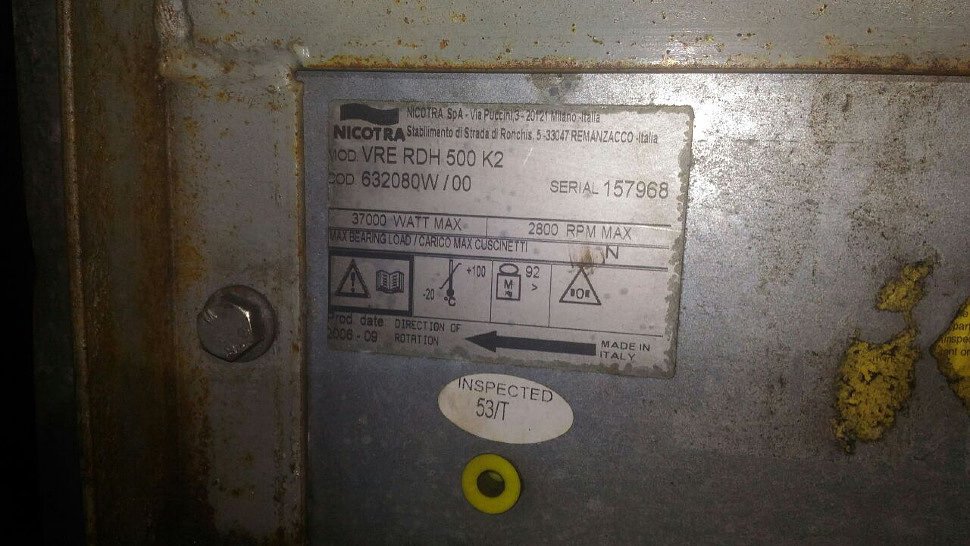 NICOTRA SpA - Via Puccini,3 - 20121 Milano -Italia
NICOTRA Stabilimento di Strada di Ronchis, 5 -33047 REMANZACCO -Italia
MOD. VRE RDH 500 K2
COD. 632080W / 00 SERIAL 157968
37000 WATT MAX 2800 RPM MAX
MAX BEARING LOAD / CARICO MAX CUSCINETTI N
+100 -20 °C M Kg 92 >
Prod. date DIRECTION OF
2006 - 09 ROTATION MADE IN
ITALY
INSPECTED
53/T